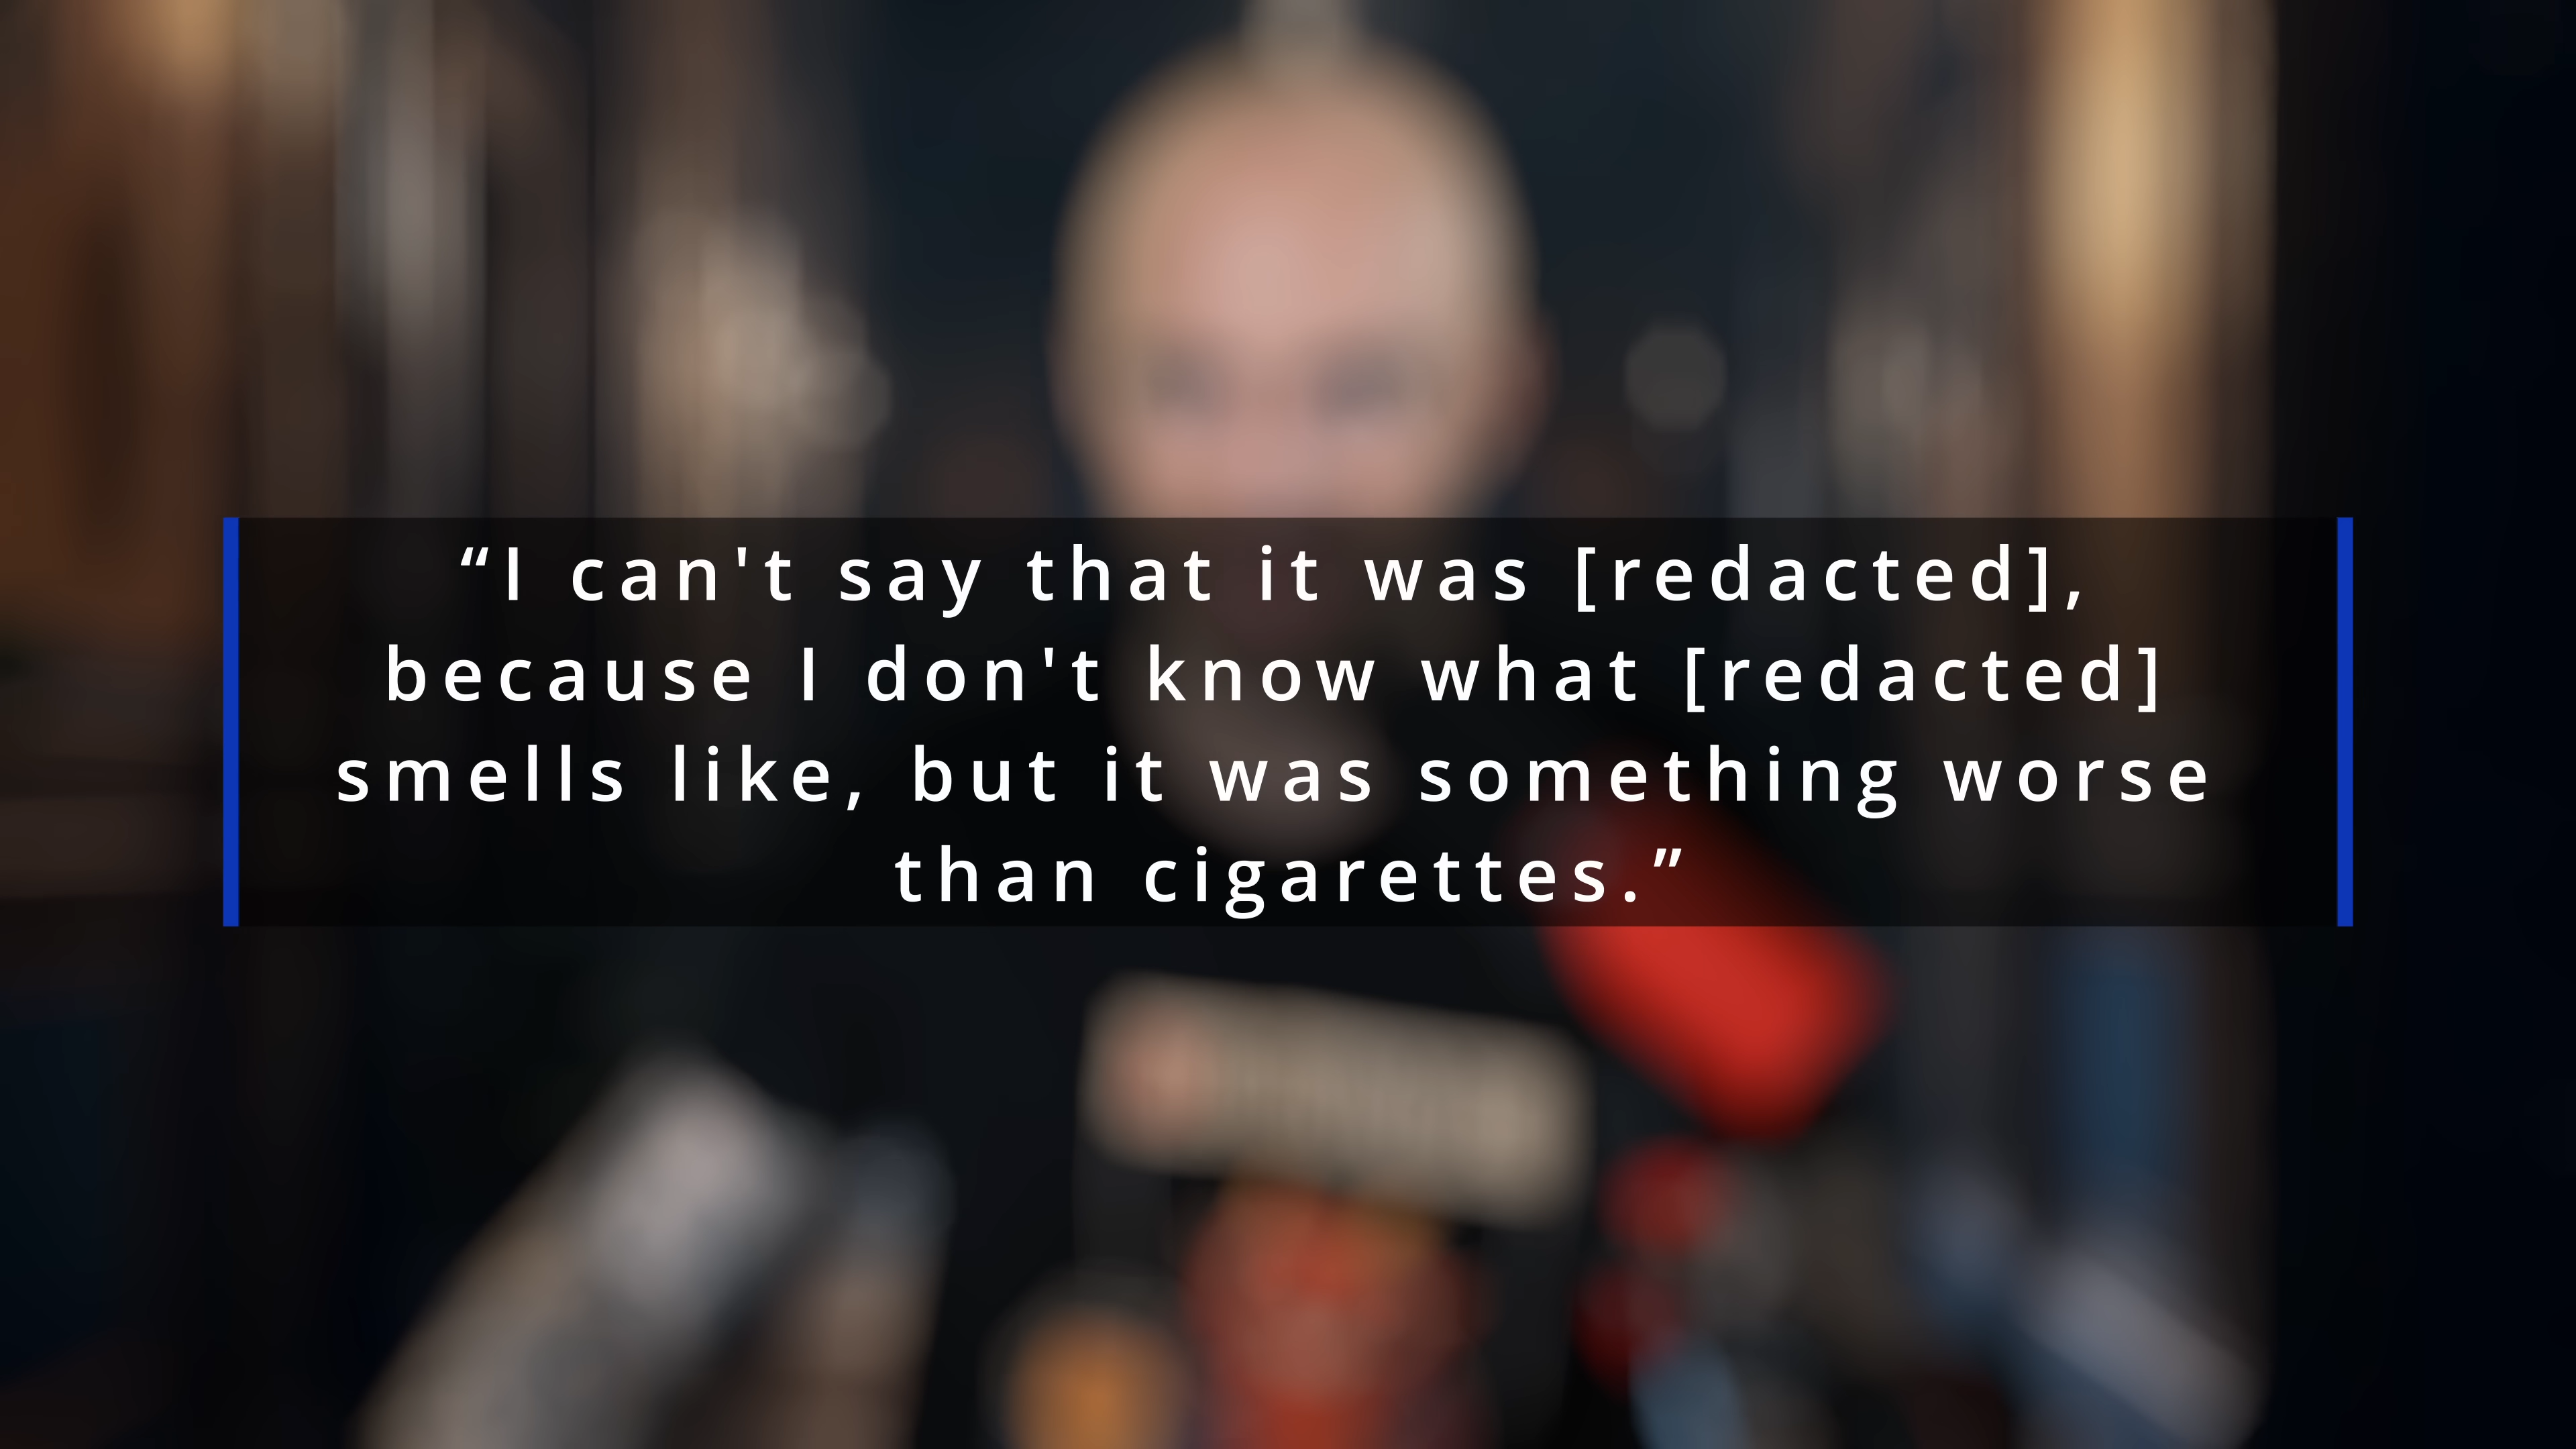 “I can't say that it was [redacted],
because I don't know what [redacted]
smells like, but it was something worse
than cigarettes.”